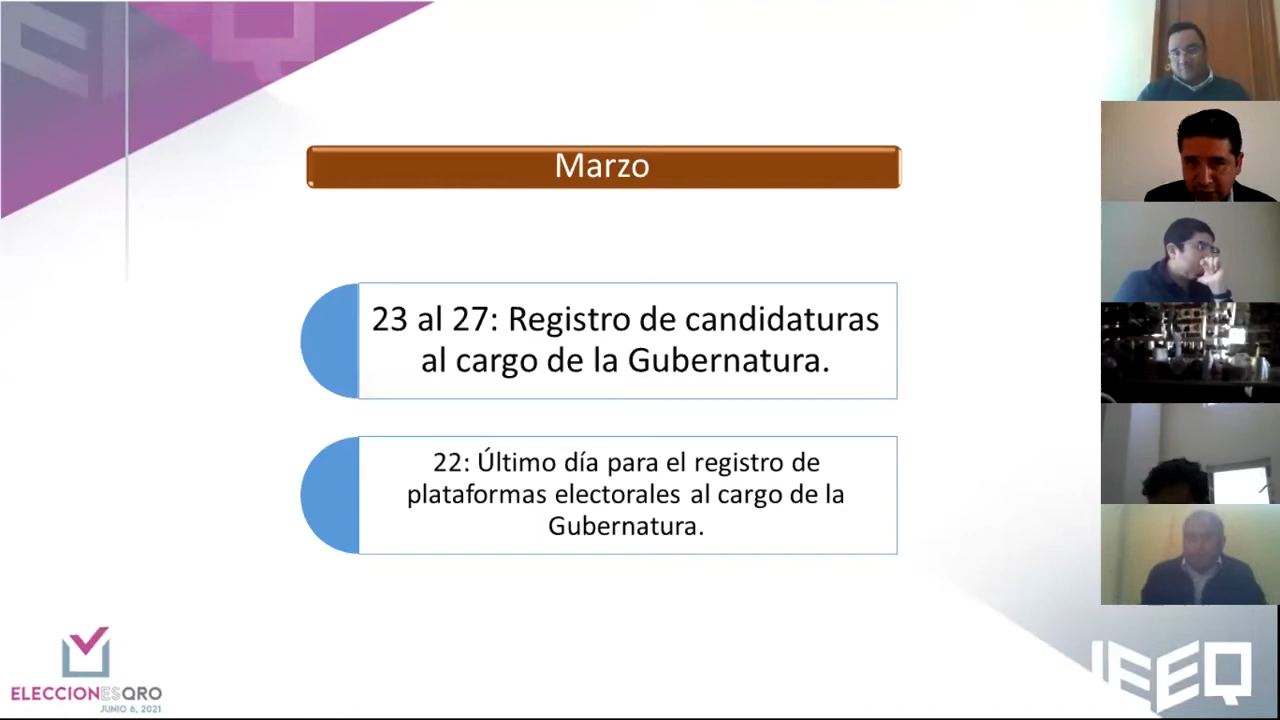 Marzo
23 al 27: Registro de candidaturas
al cargo de la Gubernatura.
22: Último día para el registro de
plataformas electorales al cargo de la
Gubernatura.
ELECCIONESQRO
JUNIO 6, 2021
IEEQ